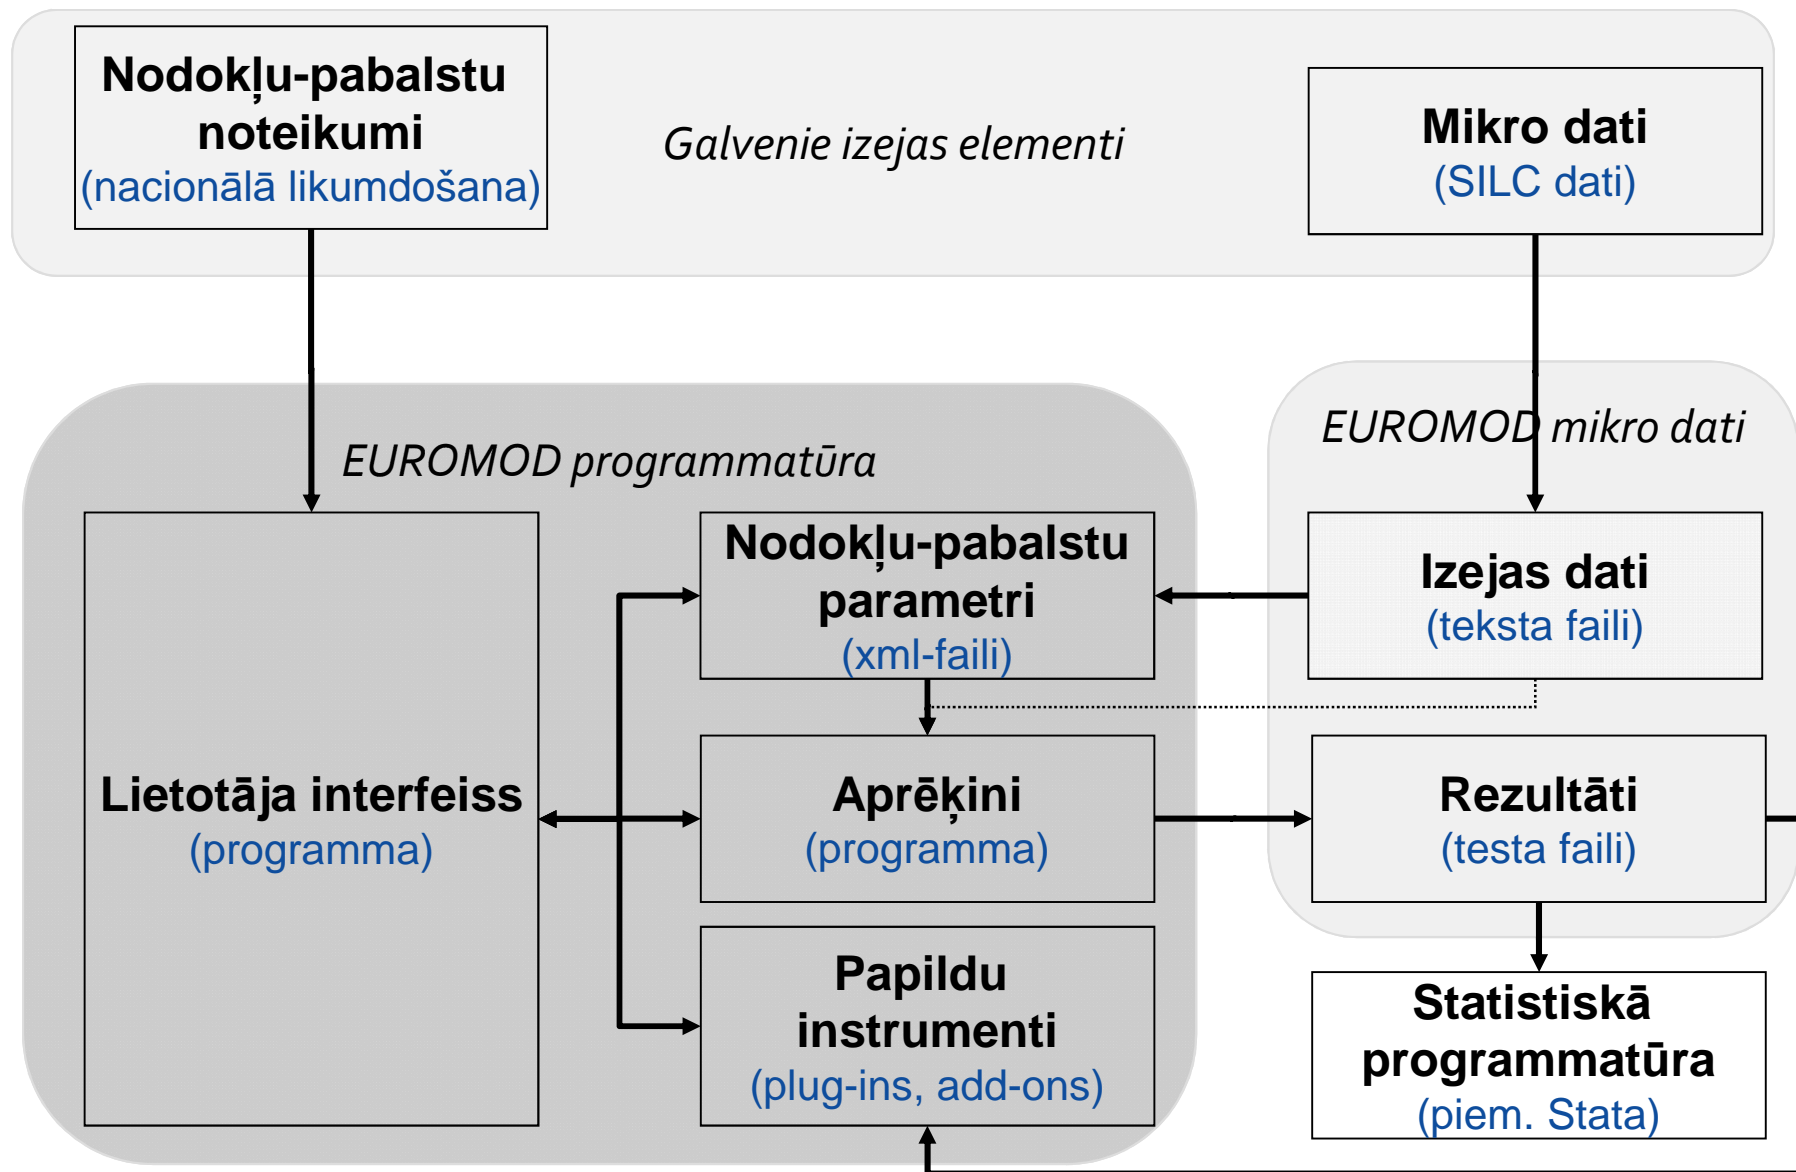 Nodokļu-pabalstu
noteikumi
(nacionālā likumdošana)
Galvenie izejas elementi
Mikro dati
(SILC dati)
EUROMOD programmatūra
EUROMOD mikro dati
Lietotāja interfeiss
(programma)
Nodokļu-pabalstu
parametri
(xml-faili)
Izejas dati
(teksta faili)
Aprēķini
(programma)
Rezultāti
(testa faili)
Papildu
instrumenti
(plug-ins, add-ons)
Statistiskā
programmatūra
(piem. Stata)